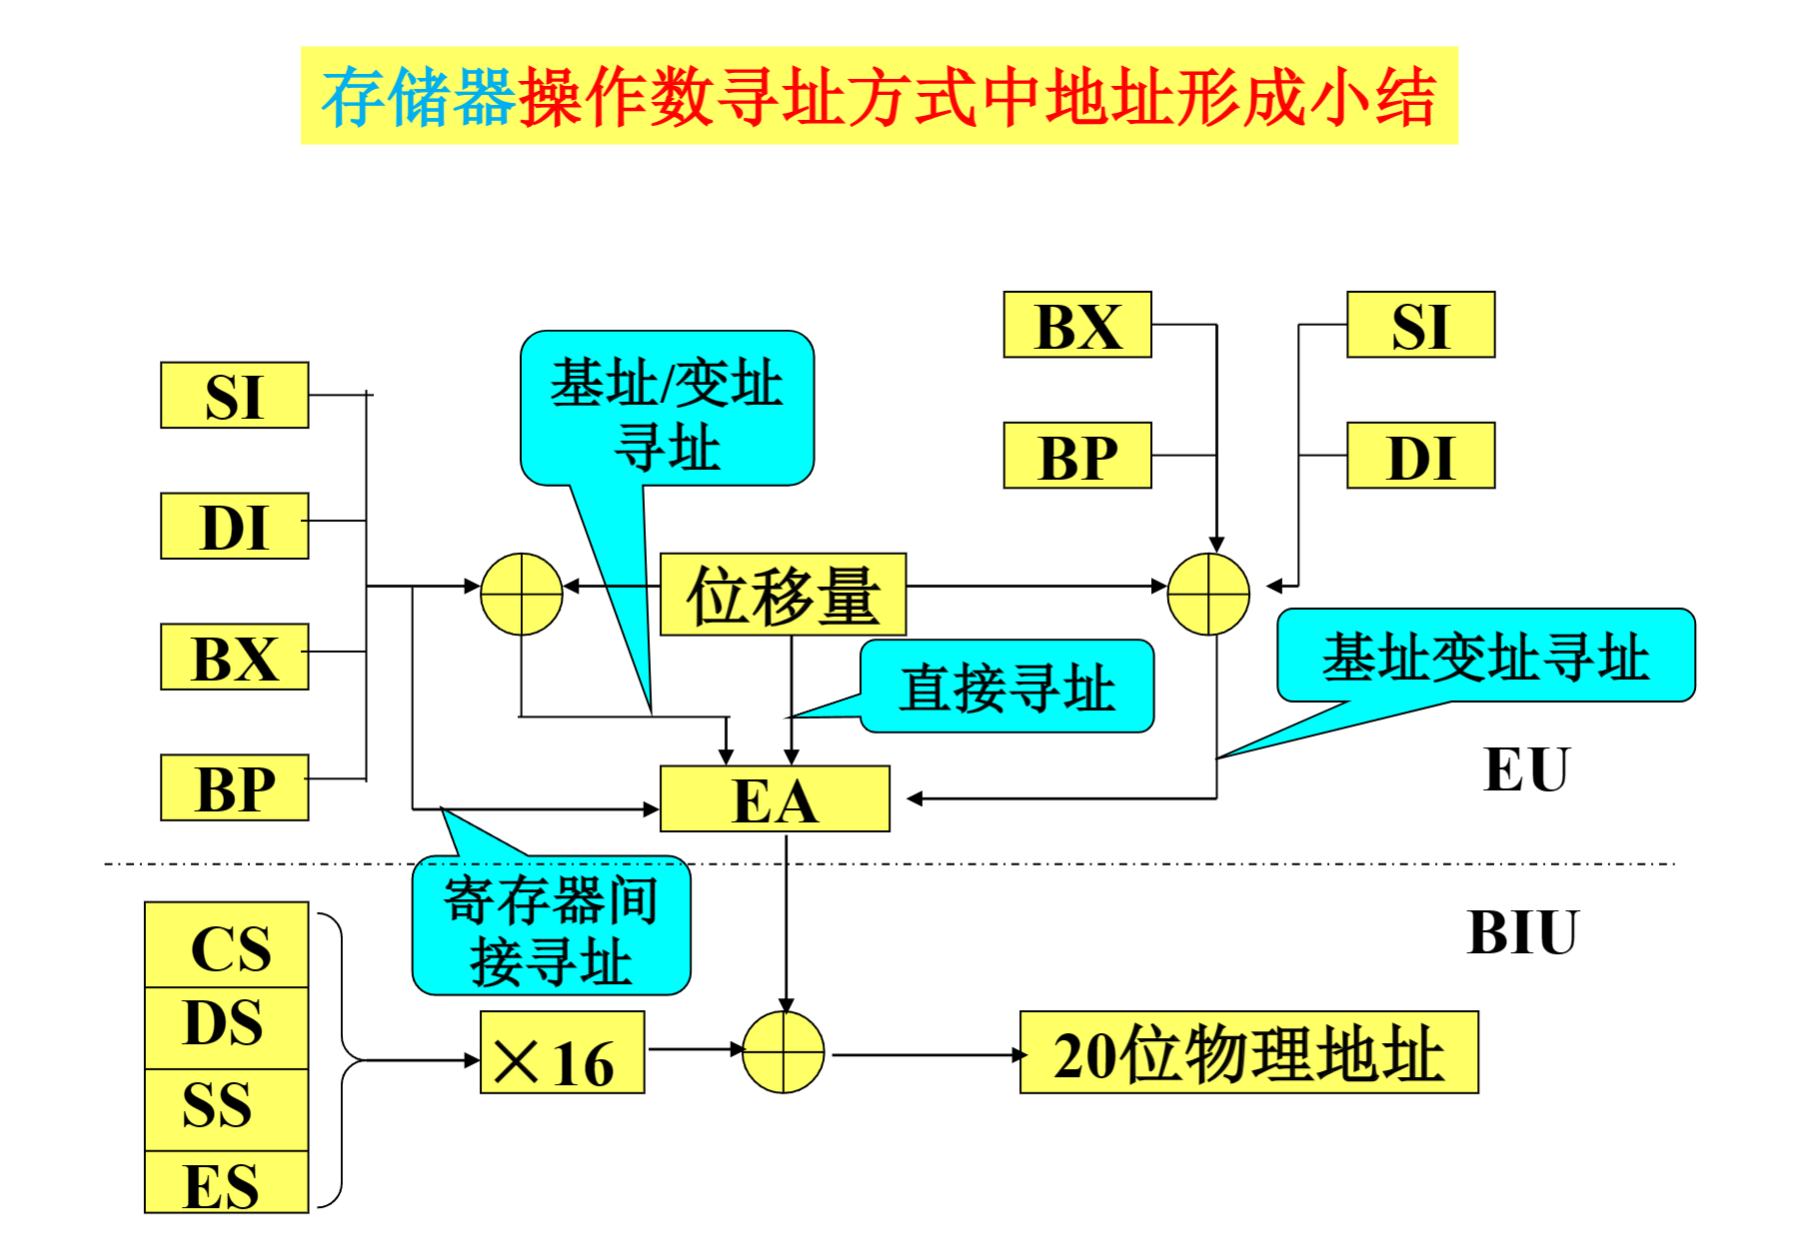 存储器操作数寻址方式中地址形成小结
BX
SI
基址/变址
寻址
SI
BP
DI
DI
位移量
BX
直接寻址
基址变址寻址
EU
BP
EA
寄存器间
接寻址
BIU
CS
DS
SS
ES
×16
20位物理地址